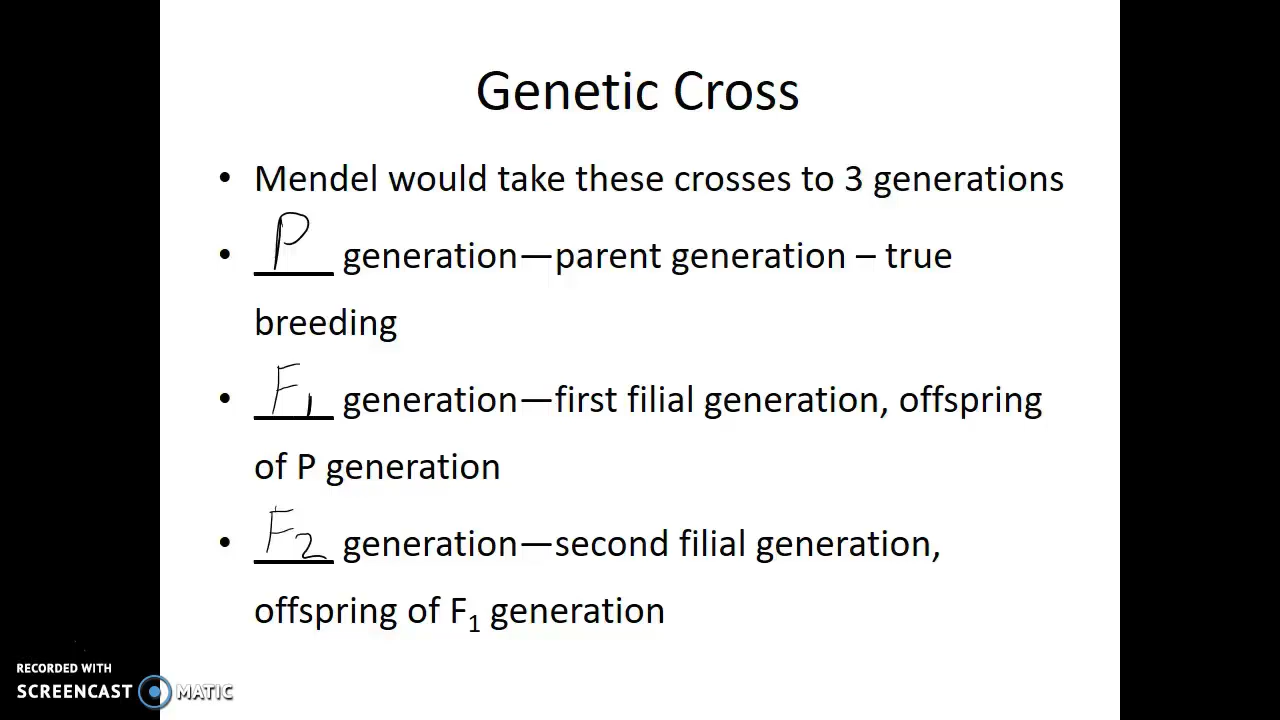 Genetic Cross
• Mendel would take these crosses to 3 generations
• P generation—parent generation – true
breeding
• F₁ generation—first filial generation, offspring
of P generation
• F₂ generation—second filial generation,
offspring of F₁ generation
RECORDED WITH
SCREENCAST MATIC